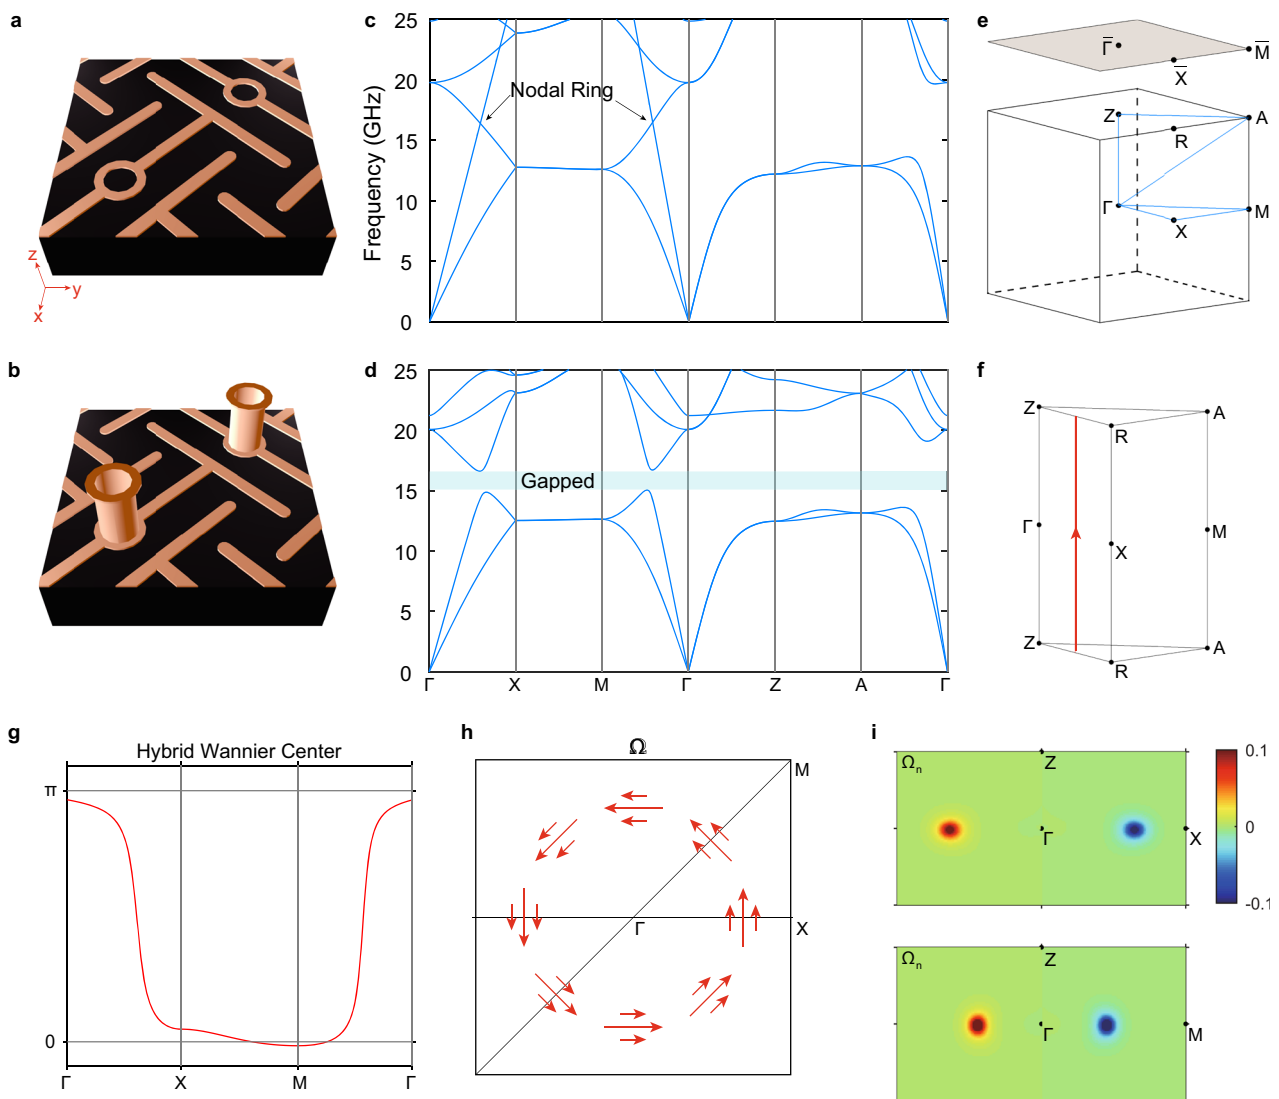 a
z
y
x
b
c
Frequency (GHz)
25
20
15
10
5
0
Nodal Ring
d
25
20
15
10
5
0
Gapped
Γ X M Γ Z A Γ
e
Γ̅
X̅
M̅
Z
A
R
Γ
M
X
f
Z
A
R
Γ
M
X
Z
A
R
g
Hybrid Wannier Center
π
0
Γ X M Γ
h
Ω
M
Γ
X
i
Ωn
Z
Γ
X
0.1
0
-0.1
Ωn
Z
Γ
M